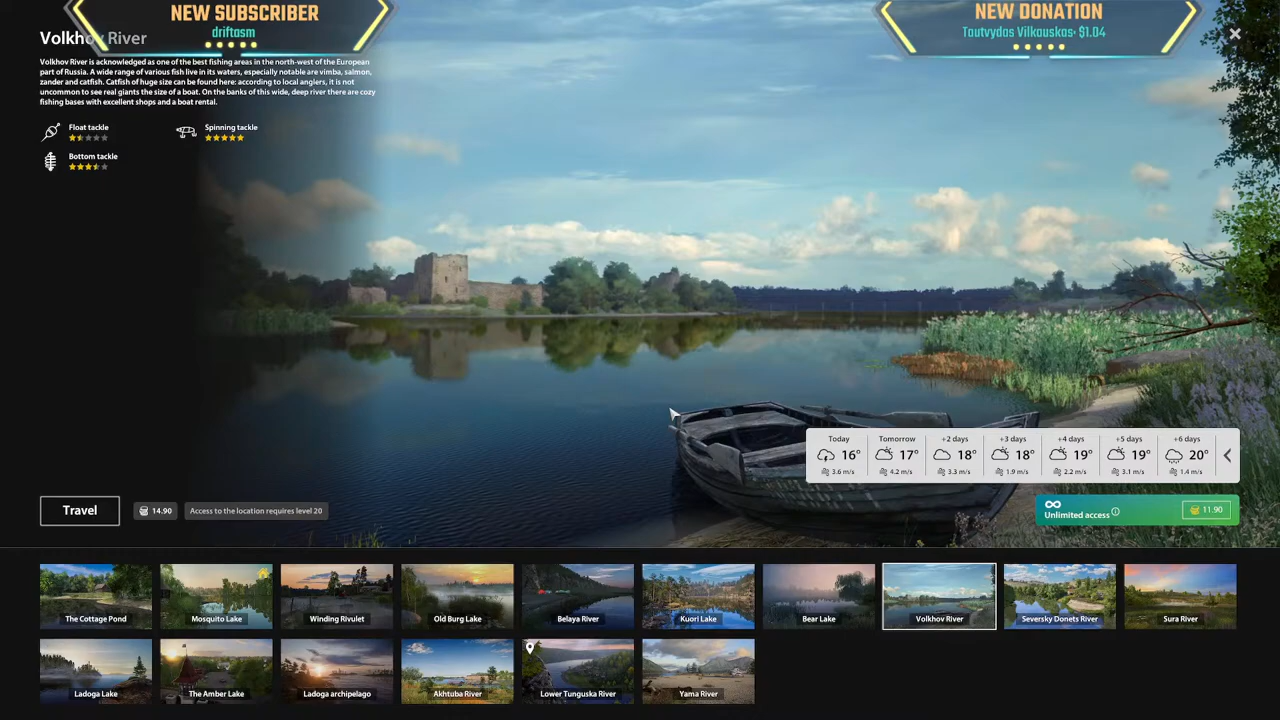 NEW SUBSCRIBER
driftasm
NEW DONATION
Tautvydas Vilkauskas• $1.04
Volkhov River
Volkhov River is acknowledged as one of the best fishing areas in the north-west of the European
part of Russia. A wide range of various fish live in its waters, especially notable are vimba, salmon,
zander and catfish. Catfish of huge size can be found here: according to local anglers, it is not
uncommon to see real giants the size of a boat. On the banks of this wide, deep river there are cozy
fishing bases with excellent shops and a boat rental.
Float tackle
Spinning tackle
Bottom tackle
Today
Tomorrow
+2 days
+3 days
+4 days
+5 days
+6 days
16°
17°
18°
18°
19°
19°
20°
3.6 m/s
4.2 m/s
3.3 m/s
1.9 m/s
2.2 m/s
3.1 m/s
1.4 m/s
Travel
14.90
Access to the location requires level 20
Unlimited access
11.90
The Cottage Pond
Mosquito Lake
Winding Rivulet
Old Burg Lake
Belaya River
Kuori Lake
Bear Lake
Volkhov River
Seversky Donets River
Sura River
Ladoga Lake
The Amber Lake
Ladoga archipelago
Akhtuba River
Lower Tunguska River
Yama River